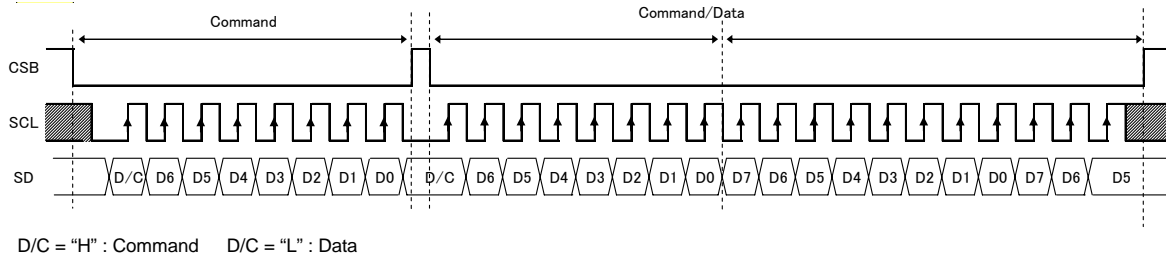 Command Command/Data
CSB
SCL
SD D/C D6 D5 D4 D3 D2 D1 D0 D/C D6 D5 D4 D3 D2 D1 D0 D7 D6 D5 D4 D3 D2 D1 D0 D7 D6 D5
D/C = “H” : Command D/C = “L” : Data